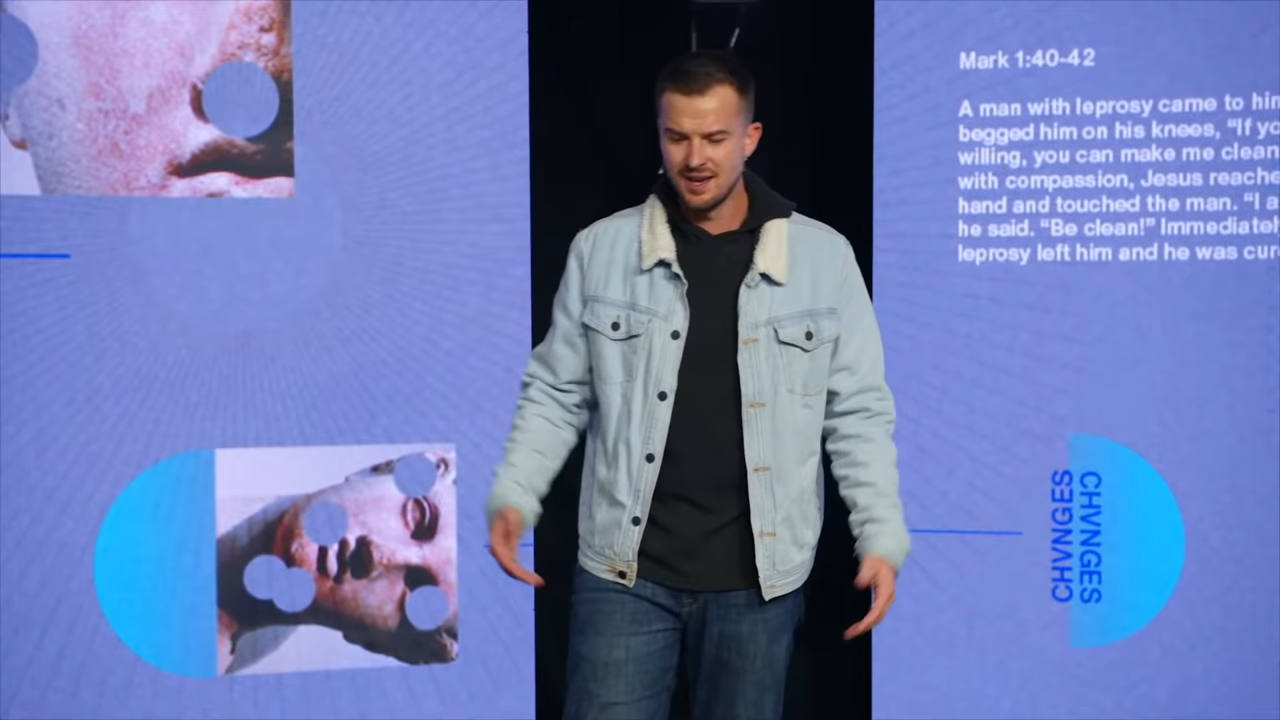 Mark 1:40-42
A man with leprosy came to
begged him on his knees, “If
willing, you can make me clean
with compassion, Jesus
hand and touched the man. “I
he said. “Be clean!”
leprosy left him and he was
CHVNGES
CHVNGES